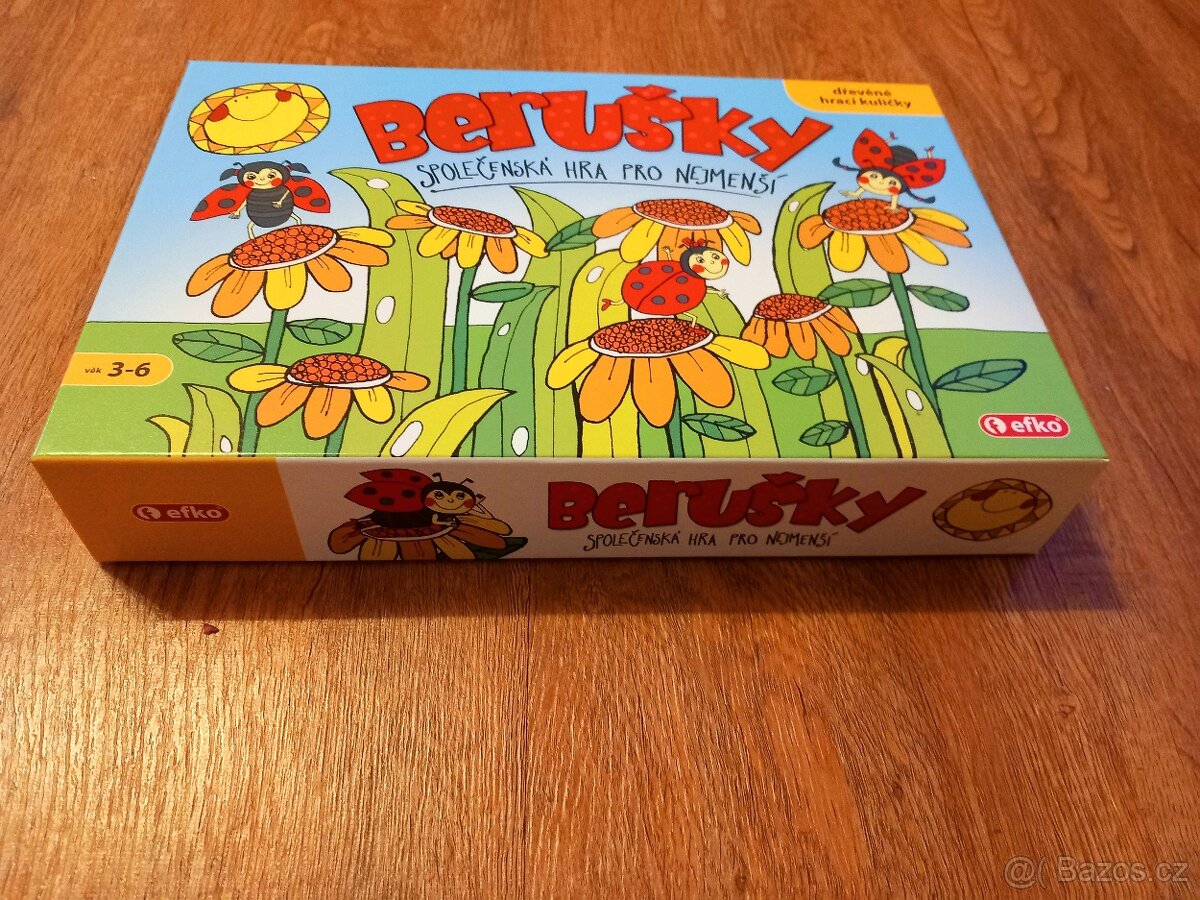 Berušky
SPOLEČENSKÁ HRA PRO NEJMENŠÍ
dřevěné
hrací kuličky
věk 3-6
efko
efko
Berušky
SPOLEČENSKÁ HRA PRO NEJMENŠÍ
@( Bazos.cz